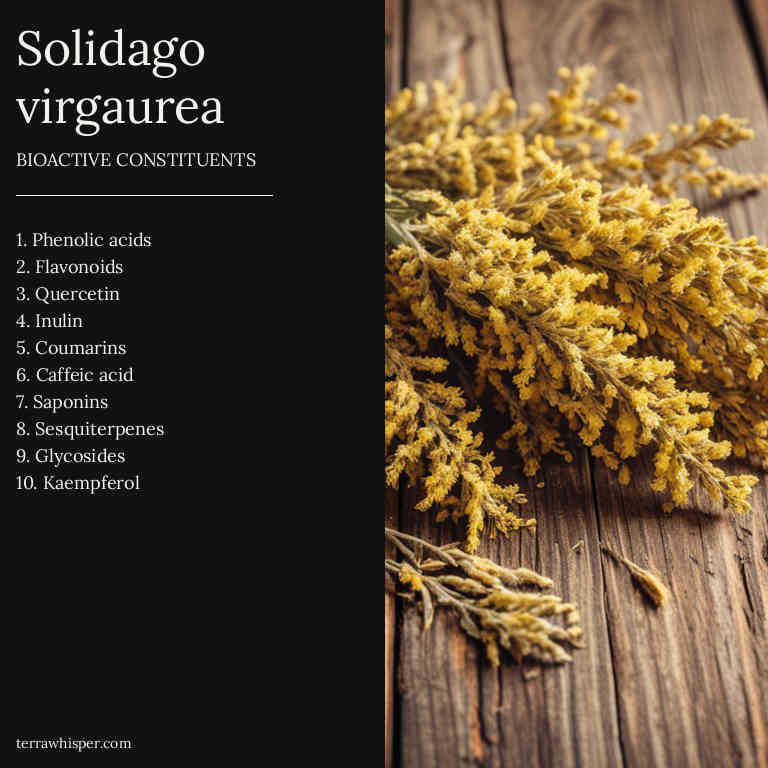 Solidago
virgaurea
BIOACTIVE CONSTITUENTS
1. Phenolic acids
2. Flavonoids
3. Quercetin
4. Inulin
5. Coumarins
6. Caffeic acid
7. Saponins
8. Sesquiterpenes
9. Glycosides
10. Kaempferol
terrawhisper.com